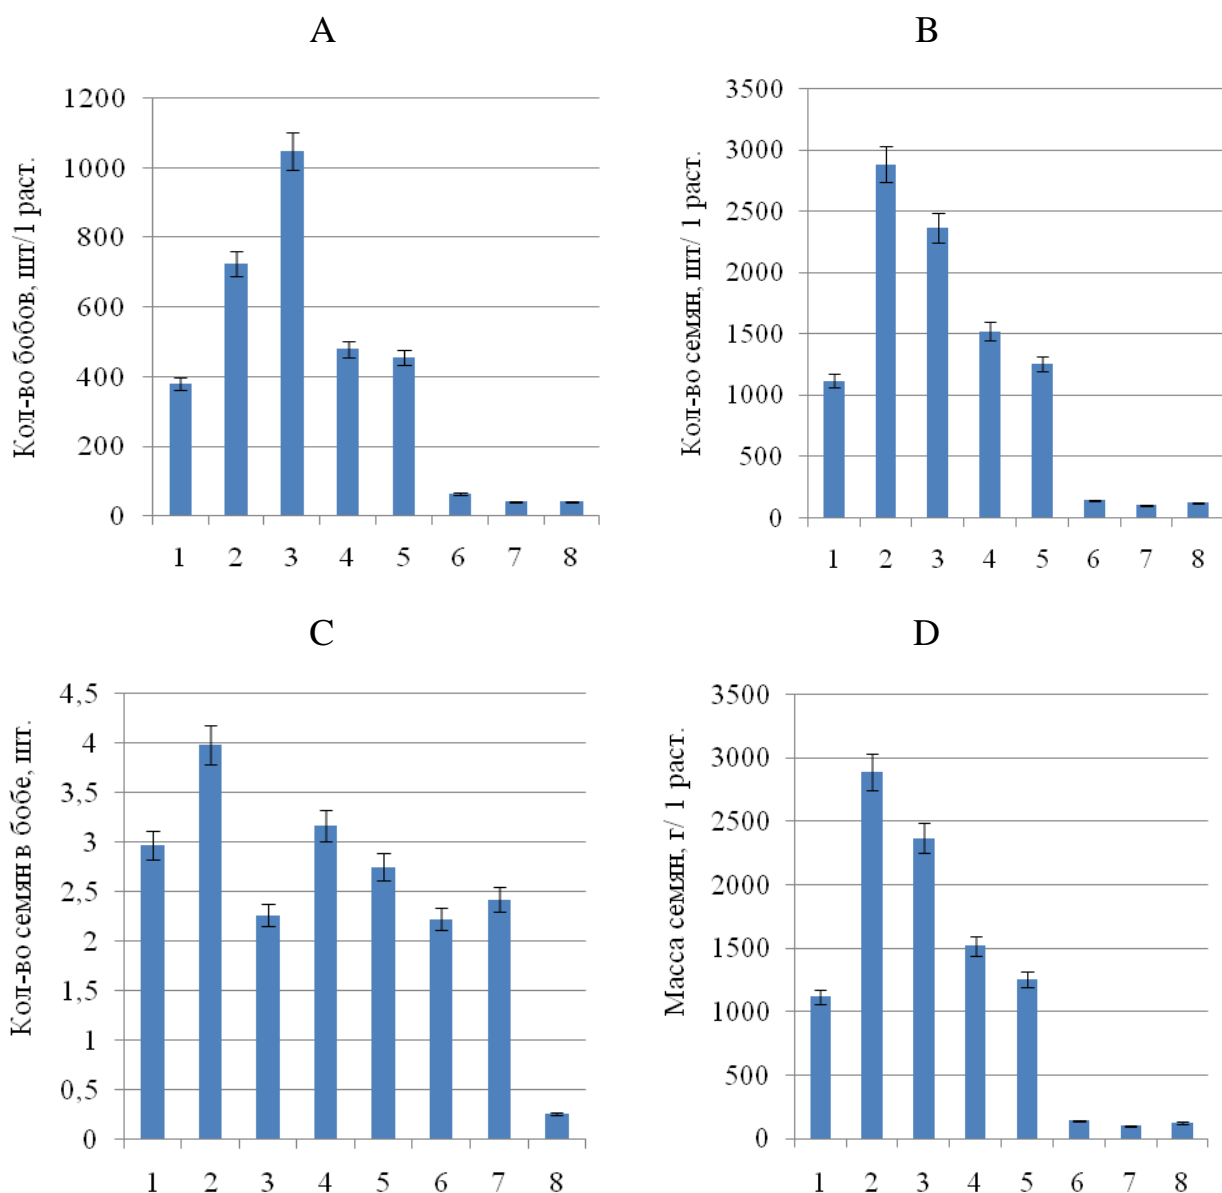 A
Кол-во бобов, шт/1 раст.
1200
1000
800
600
400
200
0
1 2 3 4 5 6 7 8
B
Кол-во семян, шт/ 1 раст.
3500
3000
2500
2000
1500
1000
500
0
1 2 3 4 5 6 7 8
C
Кол-во семян в бобе, шт.
4,5
4
3,5
3
2,5
2
1,5
1
0,5
0
1 2 3 4 5 6 7 8
D
Масса семян, г/ 1 раст.
3500
3000
2500
2000
1500
1000
500
0
1 2 3 4 5 6 7 8